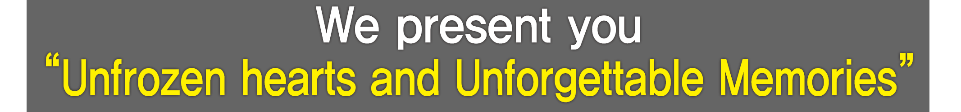 We present you
“Unfrozen hearts and Unforgettable Memories”